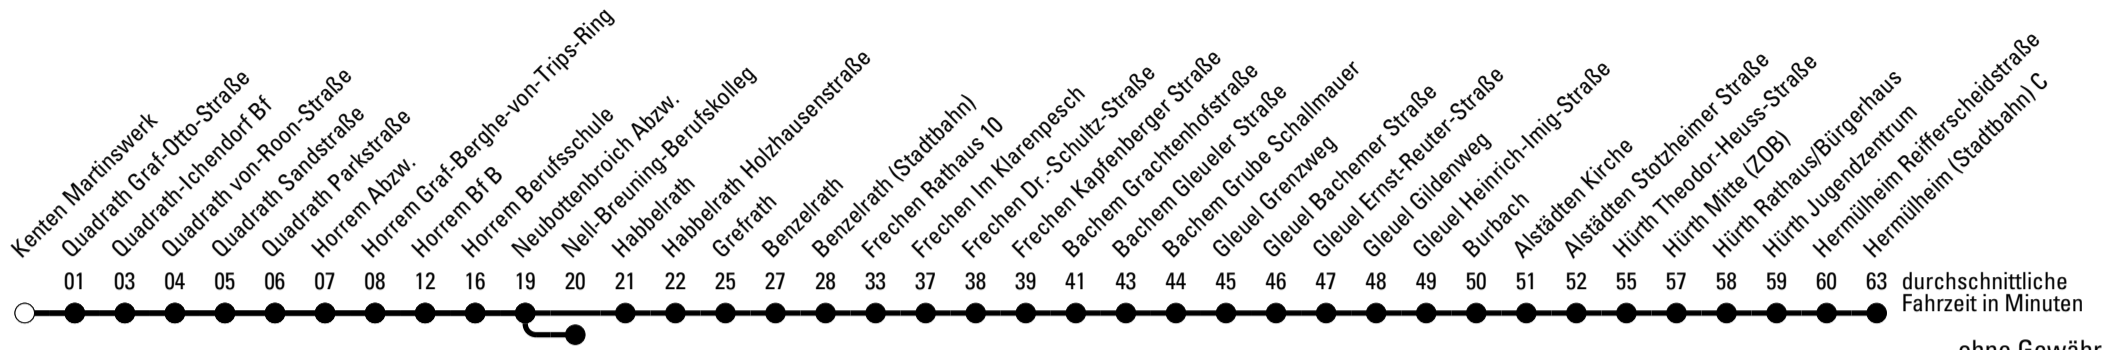 Kenten Martinswerk
Quadrath Graf-Otto-Straße
Quadrath-Ichendorf Bf
Quadrath von-Roon-Straße
Quadrath Sandstraße
Quadrath Parkstraße
Horrem Abzw.
Horrem Graf-Berghe-von-Trips-Ring
Horrem Bf B
Horrem Berufsschule
Neubottenbroich Abzw.
Nell-Breuning-Berufskolleg
Habbelrath
Habbelrath Holzhausenstraße
Grefrath
Benzelrath
Benzelrath (Stadtbahn)
Frechen Rathaus 10
Frechen Im Klarenpesch
Frechen Dr.-Schultz-Straße
Frechen Kapfenberger Straße
Bachem Grachtenhofstraße
Bachem Gleueler Straße
Bachem Grube Schallmauer
Gleuel Grenzweg
Gleuel Bachemer Straße
Gleuel Ernst-Reuter-Straße
Gleuel Gildenweg
Gleuel Heinrich-Imig-Straße
Burbach
Alstädten Kirche
Alstädten Stotzheimer Straße
Hürth Theodor-Heuss-Straße
Hürth Mitte (ZOB)
Hürth Rathaus/Bürgerhaus
Hürth Jugendzentrum
Hermülheim Reifferscheidstraße
Hermülheim (Stadtbahn) C
01 03 04 05 06 07 08 12 16 19 20 21 22 25 27 28 33 37 38 39 41 43 44 45 46 47 48 49 50 51 52 55 57 58 59 60 63 durchschnittliche
Fahrzeit in Minuten
ohne Gewähr